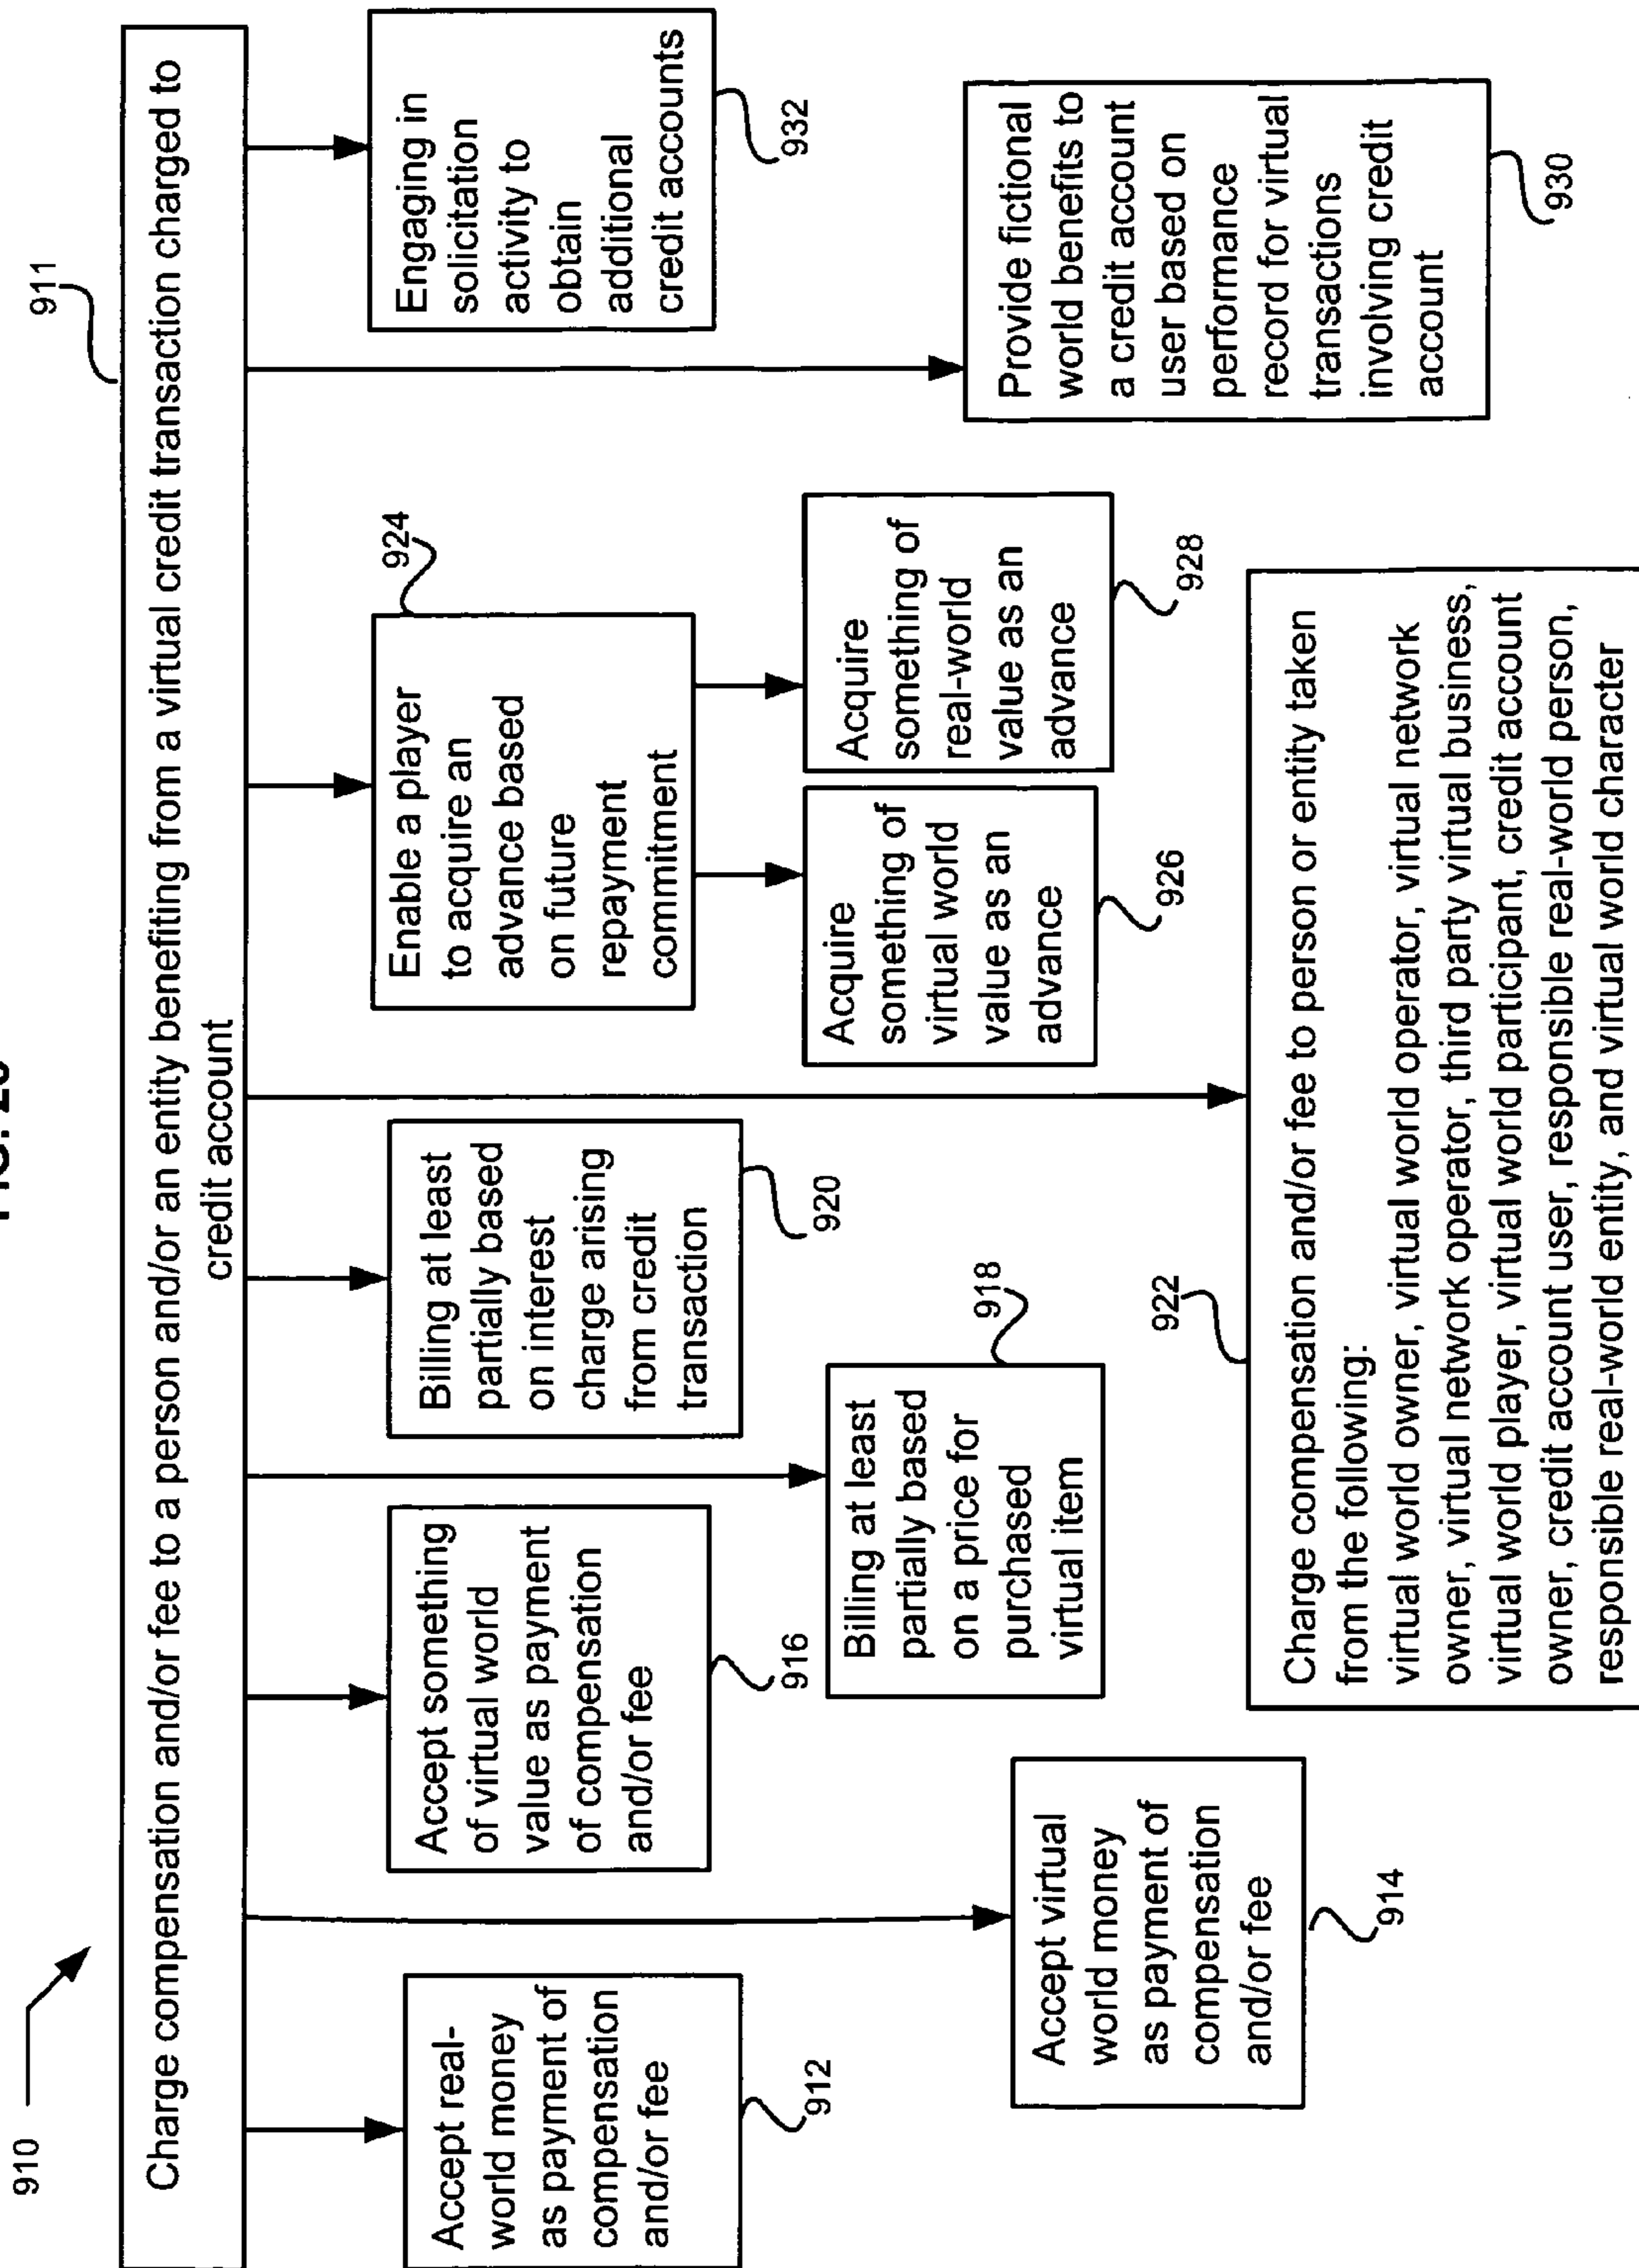 910
911
Charge compensation and/or fee to a person and/or an entity benefiting from a virtual credit transaction charged to
credit account
Accept real-
world money
as payment of
compensation
and/or fee
912
Accept virtual
world money
as payment of
compensation
and/or fee
914
Accept something
of virtual world
value as payment
of compensation
and/or fee
916
Billing at least
partially based
on a price for
purchased
virtual item
918
Billing at least
partially based
on interest
charge arising
from credit
transaction
920
Enable a player
to acquire an
advance based
on future
repayment
commitment
924
Acquire
something of
virtual world
value as an
advance
926
Acquire
something of
real-world
value as an
advance
928
Engaging in
solicitation
activity to
obtain
additional
credit accounts
932
Provide fictional
world benefits to
a credit account
user based on
performance
record for virtual
transactions
involving credit
account
930
922
Charge compensation and/or fee to person or entity taken
from the following:
virtual world owner, virtual world operator, virtual network
owner, virtual network operator, third party virtual business,
virtual world player, virtual world participant, credit account
owner, credit account user, responsible real-world person,
responsible real-world entity, and virtual world character